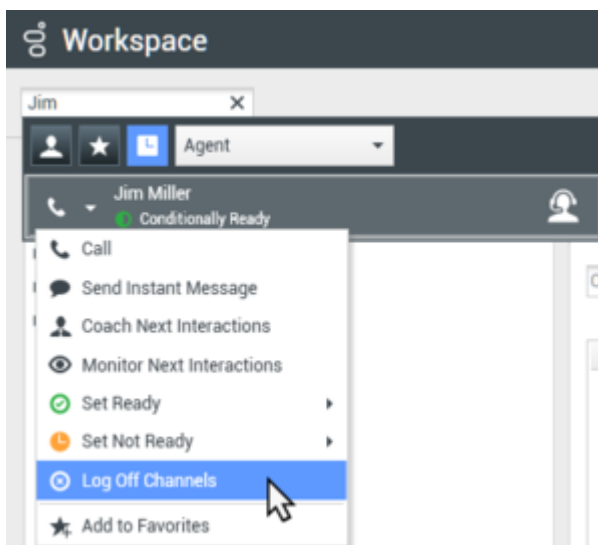 Workspace
Jim
Agent
Jim Miller
Conditionally Ready
Call
Send Instant Message
Coach Next Interactions
Monitor Next Interactions
Set Ready
Set Not Ready
Log Off Channels
Add to Favorites